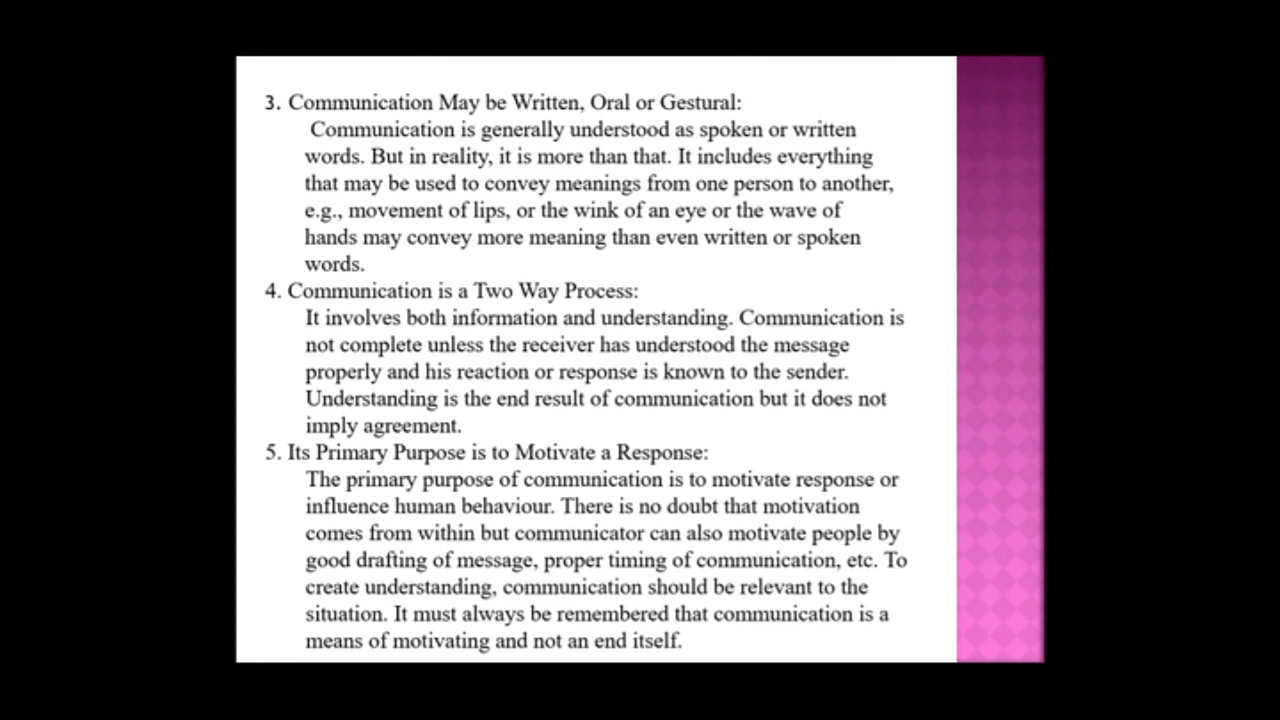 3. Communication May be Written, Oral or Gestural:
Communication is generally understood as spoken or written
words. But in reality, it is more than that. It includes everything
that may be used to convey meanings from one person to another,
e.g., movement of lips, or the wink of an eye or the wave of
hands may convey more meaning than even written or spoken
words.
4. Communication is a Two Way Process:
It involves both information and understanding. Communication is
not complete unless the receiver has understood the message
properly and his reaction or response is known to the sender.
Understanding is the end result of communication but it does not
imply agreement.
5. Its Primary Purpose is to Motivate a Response:
The primary purpose of communication is to motivate response or
influence human behaviour. There is no doubt that motivation
comes from within but communicator can also motivate people by
good drafting of message, proper timing of communication, etc. To
create understanding, communication should be relevant to the
situation. It must always be remembered that communication is a
means of motivating and not an end itself.